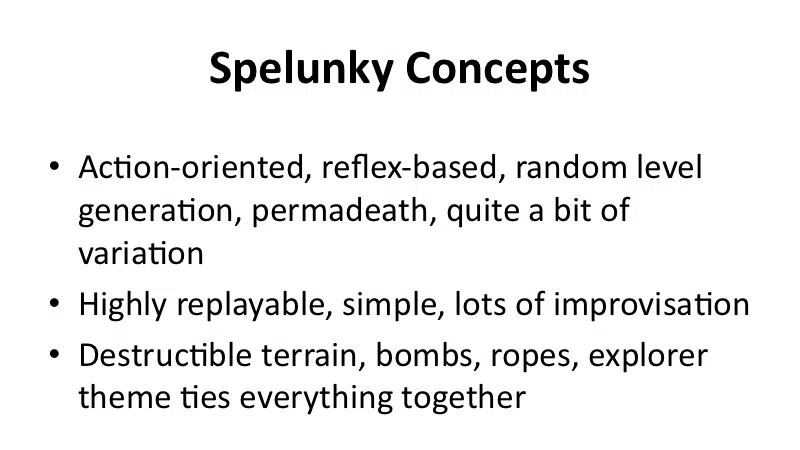 Spelunky Concepts
• Action-oriented, reflex-based, random level
generation, permadeath, quite a bit of
variation
• Highly replayable, simple, lots of improvisation
• Destructible terrain, bombs, ropes, explorer
theme ties everything together